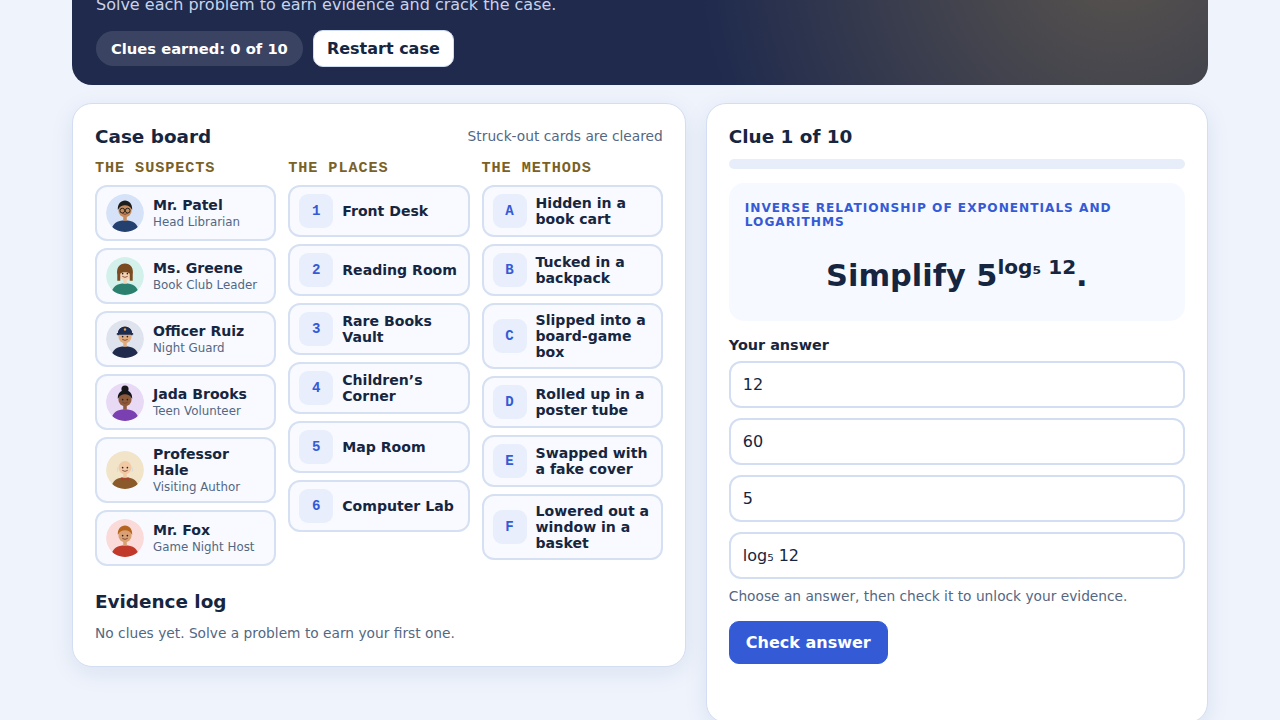 Solve each problem to earn evidence and crack the case.
Clues earned: 0 of 10
Restart case
Case board
Struck-out cards are cleared
THE SUSPECTS
Mr. Patel
Head Librarian
Ms. Greene
Book Club Leader
Officer Ruiz
Night Guard
Jada Brooks
Teen Volunteer
Professor
Hale
Visiting Author
Mr. Fox
Game Night Host
THE PLACES
1 Front Desk
2 Reading Room
3 Rare Books
Vault
4 Children’s
Corner
5 Map Room
6 Computer Lab
THE METHODS
A Hidden in a
book cart
B Tucked in a
backpack
C Slipped into a
board-game
box
D Rolled up in a
poster tube
E Swapped with
a fake cover
F Lowered out a
window in a
basket
Evidence log
No clues yet. Solve a problem to earn your first one.
Clue 1 of 10
INVERSE RELATIONSHIP OF EXPONENTIALS AND
LOGARITHMS
Simplify 5^log₅ 12.
Your answer
12
60
5
log₅ 12
Choose an answer, then check it to unlock your evidence.
Check answer